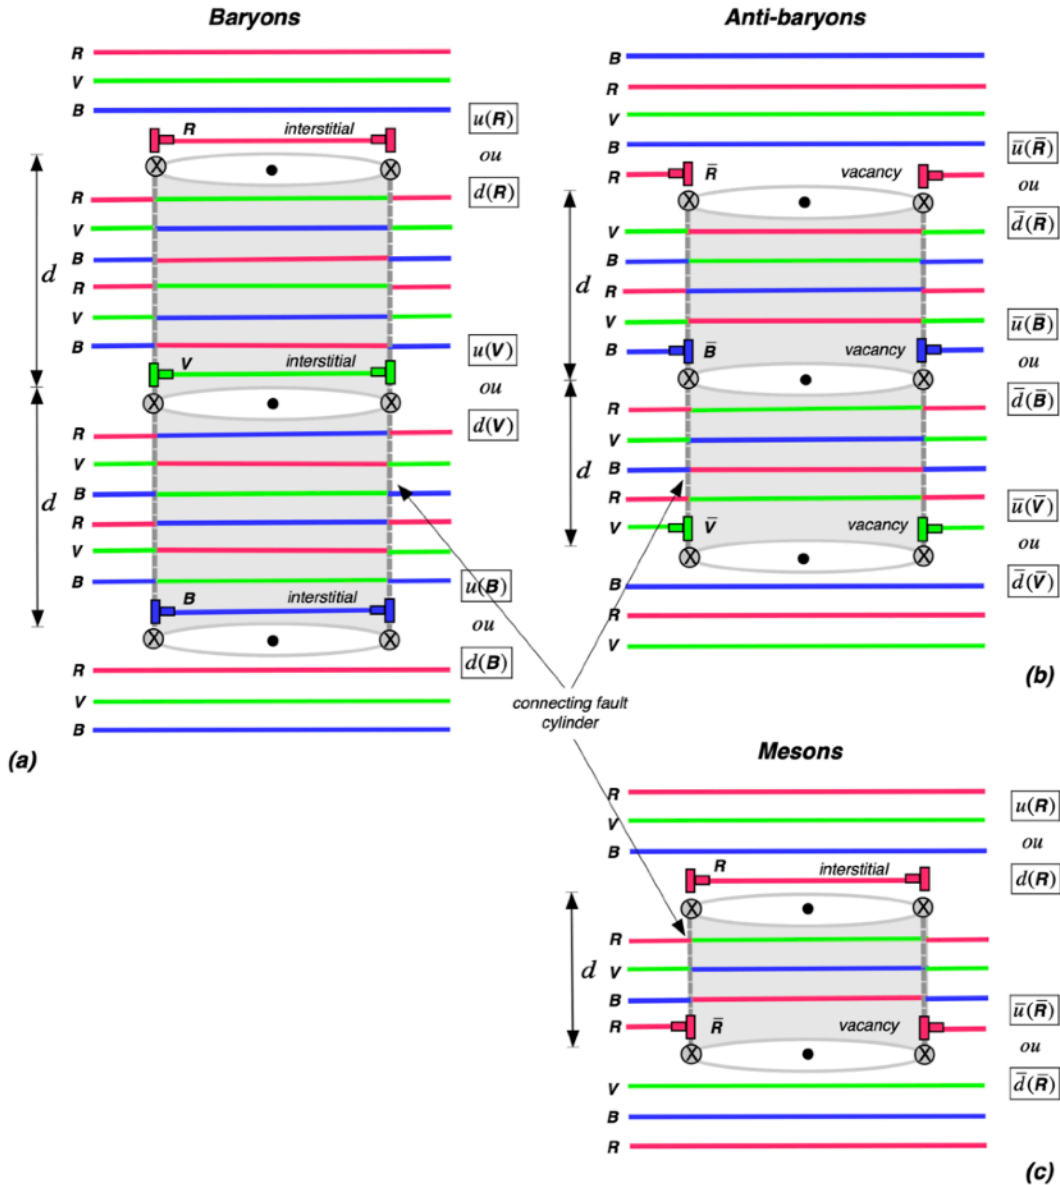 Baryons
R
V
B
R interstitial
u(R)
ou
d(R)
R
V
B
R
V
B
V interstitial
u(V)
ou
d(V)
d
R
V
B
R
V
B
B interstitial
u(B)
ou
d(B)
d
R
V
B
(a)
Anti-baryons
B
R
V
B
R R̅ vacancy
u̅(R̅)
ou
d̅(R̅)
V
B
R
V
B B̅ vacancy
u̅(B̅)
ou
d̅(B̅)
d
R
V
B
R
V V̅ vacancy
u̅(V̅)
ou
d̅(V̅)
d
B
R
V
(b)
connecting fault
cylinder
Mesons
R
V
B
R interstitial
u(R)
ou
d(R)
R
V
B
R R̅ vacancy
u̅(R̅)
ou
d̅(R̅)
d
V
B
R
(c)